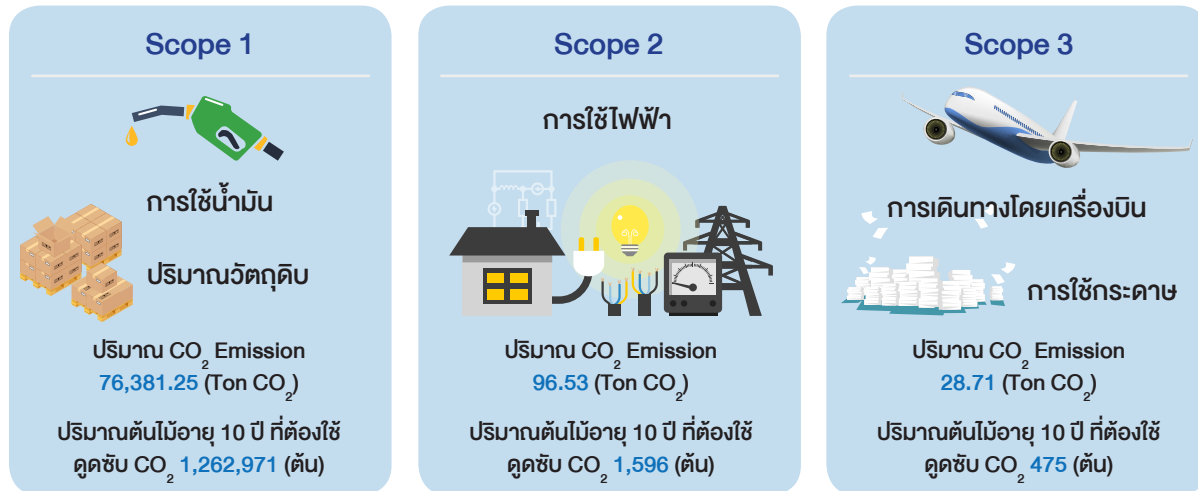 Scope 1
การใช้น้ำมัน
ปริมาณวัตถุดิบ
ปริมาณ CO₂ Emission
76,381.25 (Ton CO₂)
ปริมาณต้นไม้อายุ 10 ปี ที่ต้องใช้
ดูดซับ CO₂ 1,262,971 (ต้น)
Scope 2
การใช้ไฟฟ้า
ปริมาณ CO₂ Emission
96.53 (Ton CO₂)
ปริมาณต้นไม้อายุ 10 ปี ที่ต้องใช้
ดูดซับ CO₂ 1,596 (ต้น)
Scope 3
การเดินทางโดยเครื่องบิน
การใช้กระดาษ
ปริมาณ CO₂ Emission
28.71 (Ton CO₂)
ปริมาณต้นไม้อายุ 10 ปี ที่ต้องใช้
ดูดซับ CO₂ 475 (ต้น)